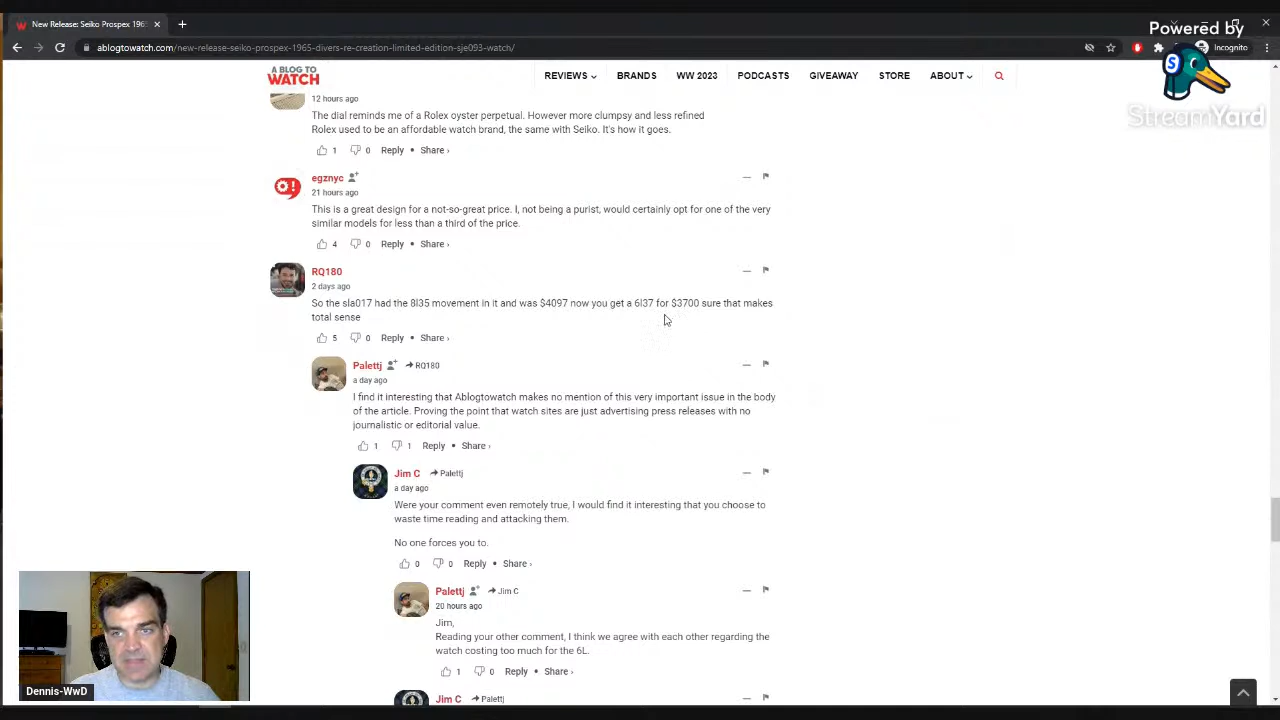 New Release: Seiko Prospex 1965
Powered by
ablogtowatch.com/new-release-seiko-prospex-1965-divers-re-creation-limited-edition-sje093-watch/
Incognito
A BLOG TO
WATCH
REVIEWS
BRANDS
WW 2023
PODCASTS
GIVEAWAY
STORE
ABOUT
S
StreamYard
12 hours ago
The dial reminds me of a Rolex oyster perpetual. However more clumpsy and less refined
Rolex used to be an affordable watch brand, the same with Seiko. It's how it goes.
1 0 Reply • Share ›
egznyc
21 hours ago
This is a great design for a not-so-great price. I, not being a purist, would certainly opt for one of the very
similar models for less than a third of the price.
4 0 Reply • Share ›
RQ180
2 days ago
So the sla017 had the 8l35 movement in it and was $4097 now you get a 6l37 for $3700 sure that makes
total sense
5 0 Reply • Share ›
Palettj RQ180
a day ago
I find it interesting that Ablogtowatch makes no mention of this very important issue in the body
of the article. Proving the point that watch sites are just advertising press releases with no
journalistic or editorial value.
1 1 Reply • Share ›
Jim C Palettj
a day ago
Were your comment even remotely true, I would find it interesting that you choose to
waste time reading and attacking them.
No one forces you to.
0 0 Reply • Share ›
Palettj Jim C
20 hours ago
Jim,
Reading your other comment, I think we agree with each other regarding the
watch costing too much for the 6L.
1 0 Reply • Share ›
Jim C Palettj
Dennis-WwD